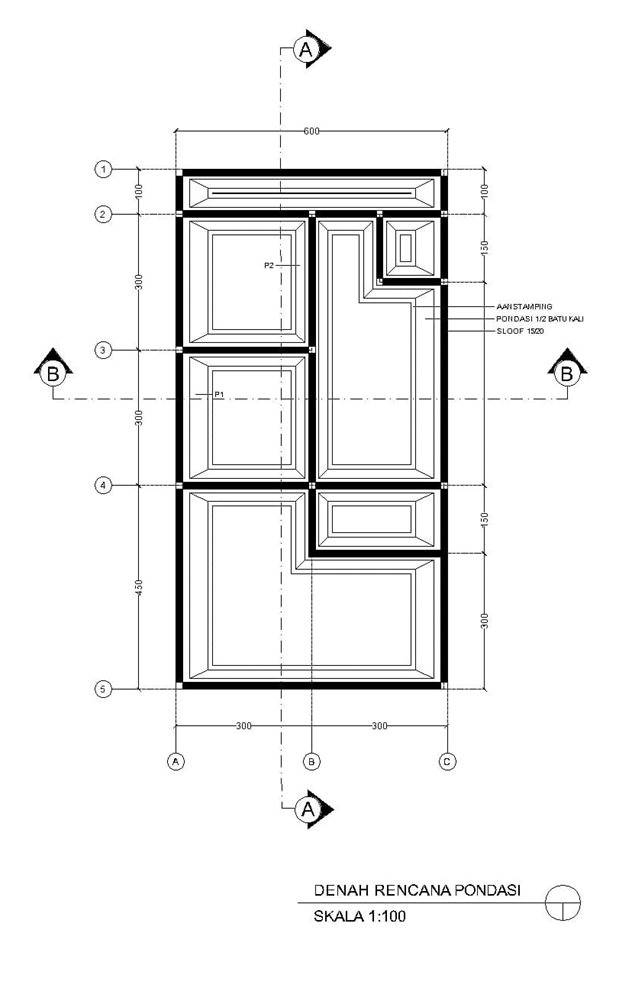 A
600
1
100
100
2
150
P2
300
AANSTAMPING
PONDASI 1/2 BATU KALI
SLOOF 15/20
3
B
B
P1
300
4
150
450
300
5
300
300
A
B
C
A
DENAH RENCANA PONDASI
SKALA 1:100